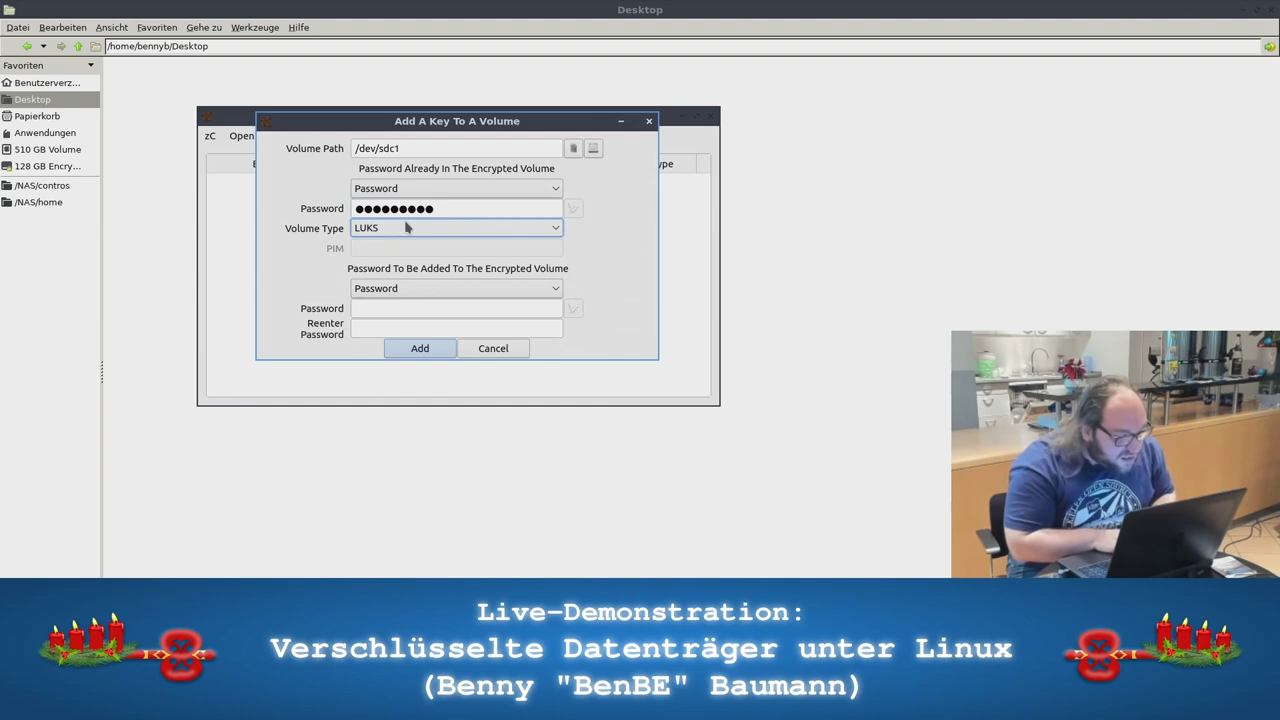 Desktop
Datei Bearbeiten Ansicht Favoriten Gehe zu Werkzeuge Hilfe
/home/bennyb/Desktop
Favoriten
Benutzerverz...
Desktop
Papierkorb
Anwendungen
510 GB Volume
128 GB Encry...
/NAS/contros
/NAS/home
zC Open
ype
Add A Key To A Volume
Volume Path /dev/sdc1
Password Already In The Encrypted Volume
Password
Password ●●●●●●●●●
Volume Type LUKS
PIM
Password To Be Added To The Encrypted Volume
Password
Password
Reenter
Password
Add Cancel
Live-Demonstration:
Verschlüsselte Datenträger unter Linux
(Benny "BenBE" Baumann)